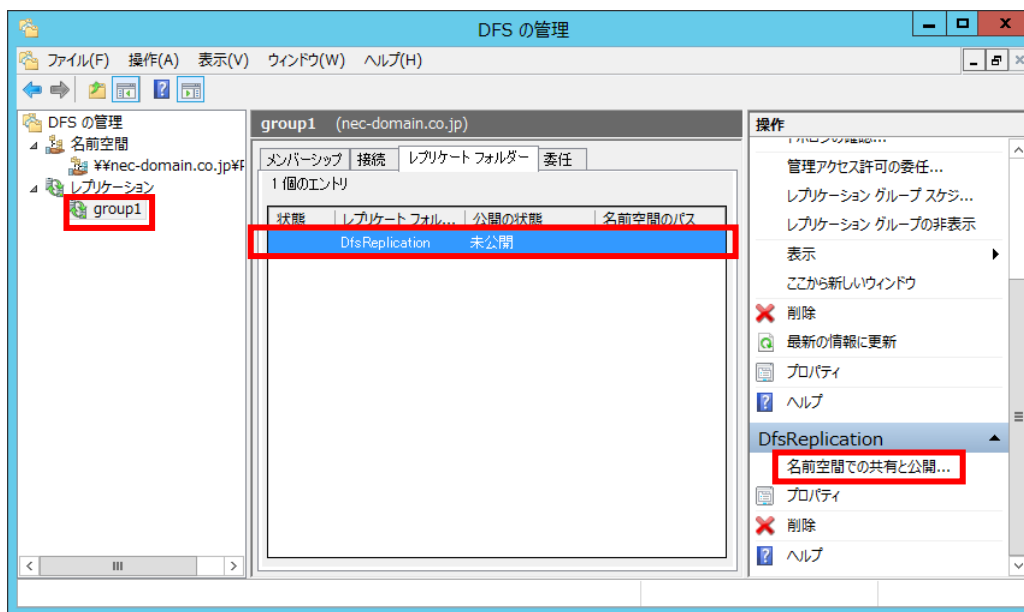 DFS の管理
ファイル(F) 操作(A) 表示(V) ウィンドウ(W) ヘルプ(H)
DFS の管理
名前空間
¥¥nec-domain.co.jp¥F
レプリケーション
group1
group1 (nec-domain.co.jp)
メンバーシップ 接続 レプリケート フォルダー 委任
1 個のエントリ
状態 レプリケート フォル... 公開の状態 名前空間のパス
DfsReplication 未公開
操作
管理アクセス許可の委任...
レプリケーション グループ スケジ...
レプリケーション グループの非表示
表示
ここから新しいウィンドウ
削除
最新の情報に更新
プロパティ
ヘルプ
DfsReplication
名前空間での共有と公開...
プロパティ
削除
ヘルプ